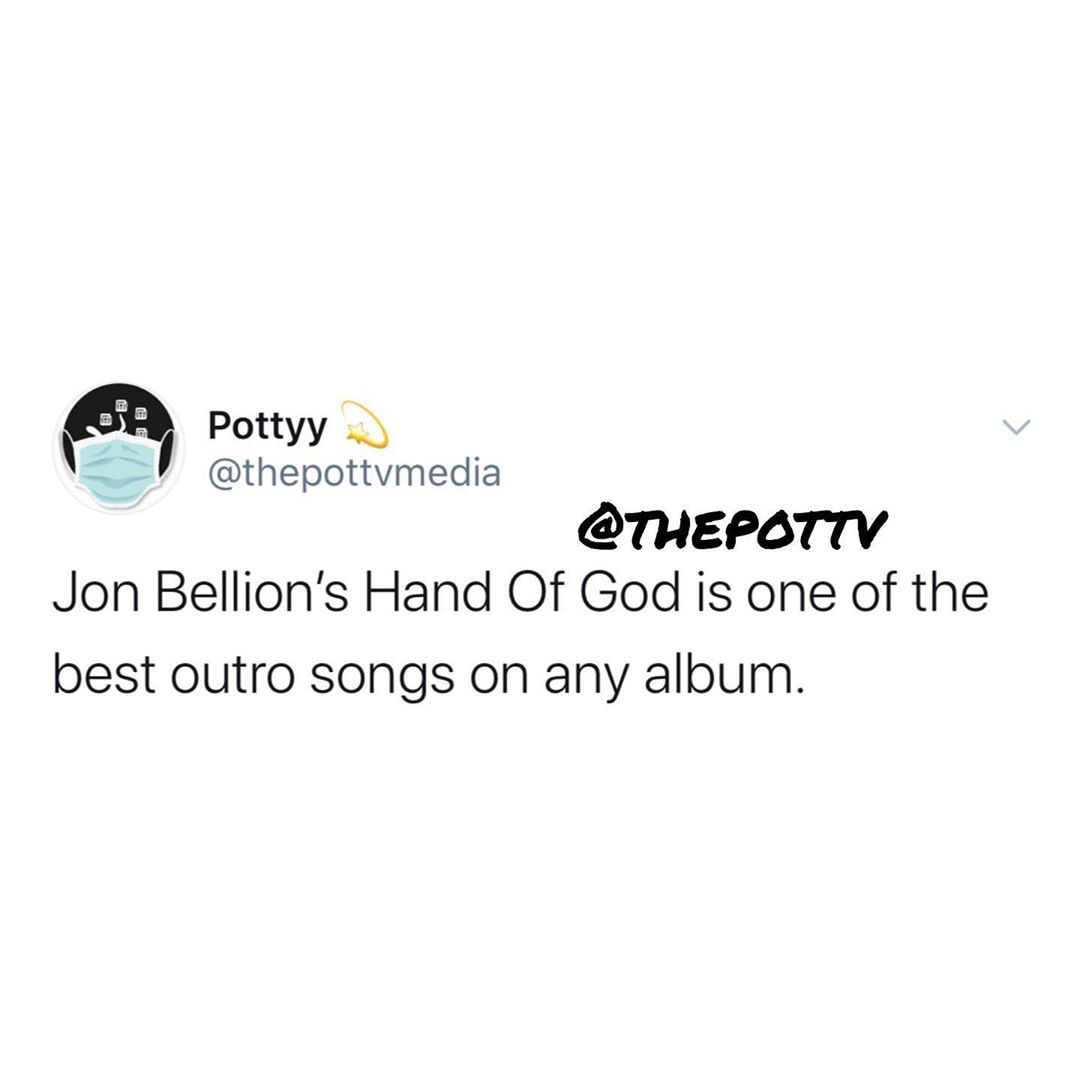 Pottyy 💫
@thepottvmedia
@THEPOTTV
Jon Bellion’s Hand Of God is one of the
best outro songs on any album.